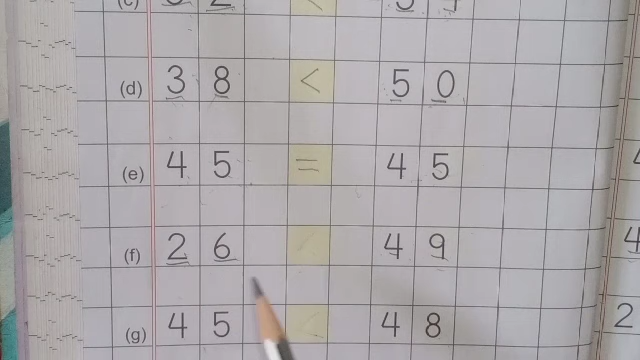 (d) 38 < 50
(e) 45 = 45
(f) 26 < 49
(g) 45 < 48